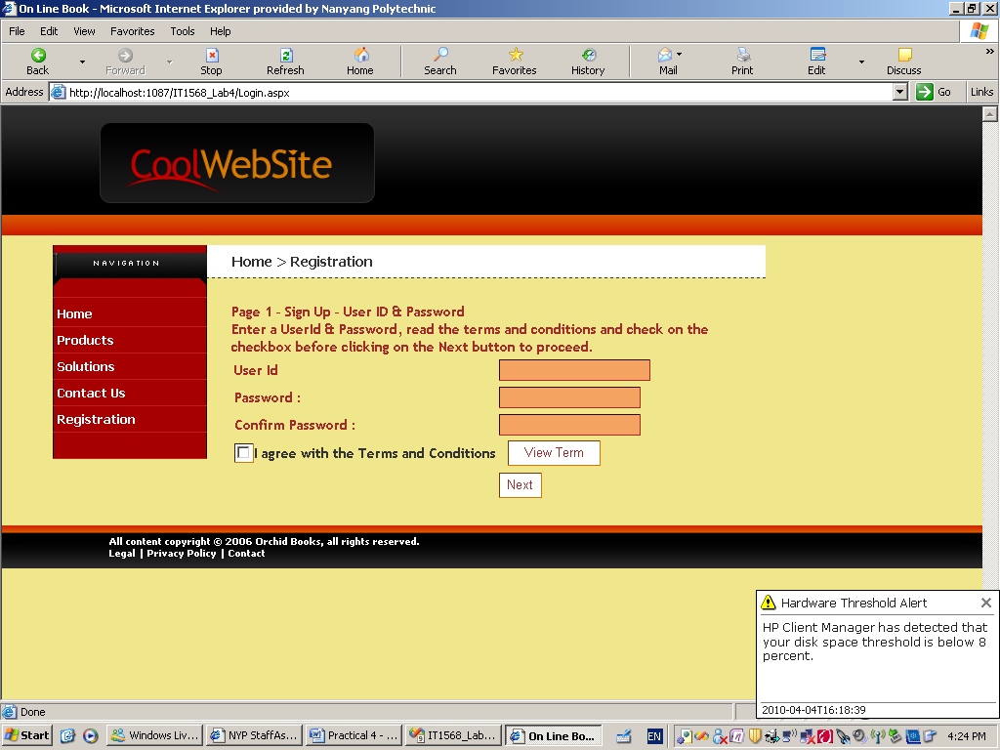 On Line Book - Microsoft Internet Explorer provided by Nanyang Polytechnic
File Edit View Favorites Tools Help
Back Forward Stop Refresh Home Search Favorites History Mail Print Edit Discuss »
Address http://localhost:1087/IT1568_Lab4/Login.aspx Go Links
CoolWebSite
NAVIGATION
Home > Registration
Home
Products
Solutions
Contact Us
Registration
Page 1 - Sign Up - User ID & Password
Enter a UserId & Password, read the terms and conditions and check on the
checkbox before clicking on the Next button to proceed.
User Id
Password :
Confirm Password :
I agree with the Terms and Conditions View Term
Next
All content copyright © 2006 Orchid Books, all rights reserved.
Legal | Privacy Policy | Contact
Hardware Threshold Alert
HP Client Manager has detected that
your disk space threshold is below 8
percent.
2010-04-04T16:18:39
Done
Start Windows Liv... NYP StaffAs... Practical 4 - ... IT1568_Lab... On Line Boo... EN 4:24 PM